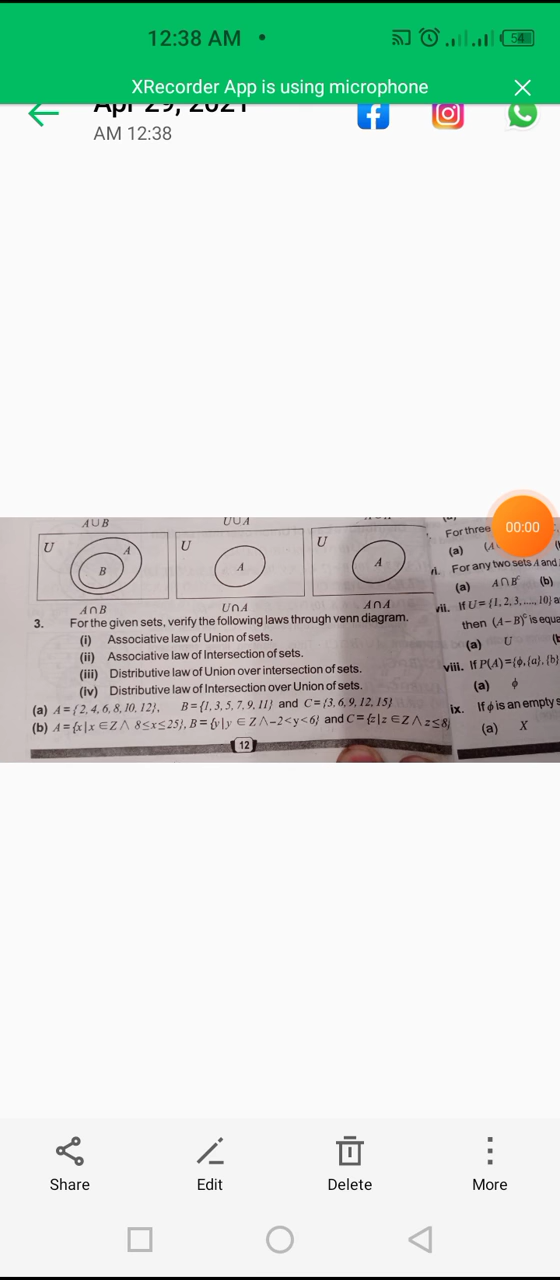 12:38 AM •
54
XRecorder App is using microphone
Apr 29, 2021
AM 12:38
A∪B
U∪A
U
A
B
U
A
U
A
A∩B
U∩A
A∩A
3. For the given sets, verify the following laws through venn diagram.
(i) Associative law of Union of sets.
(ii) Associative law of Intersection of sets.
(iii) Distributive law of Union over intersection of sets.
(iv) Distributive law of Intersection over Union of sets.
(a) A={2, 4, 6, 8, 10, 12}, B={1, 3, 5, 7, 9, 11} and C={3, 6, 9, 12, 15}
(b) A={x|x∈Z∧ 8≤x≤25}, B={y|y ∈Z∧-2<y<6} and C={z|z ∈Z∧z≤8}
12
For three
(a)
vi. For any two sets A and
(a) A∩Bᶜ (b)
vii. If U={1, 2, 3, ...., 10}
then (A-B)ᶜ is equa
(a) U
viii. If P(A)={ϕ,{a},{b}
(a) ϕ
ix. If ϕ is an empty s
(a) X
00:00
Share
Edit
Delete
More